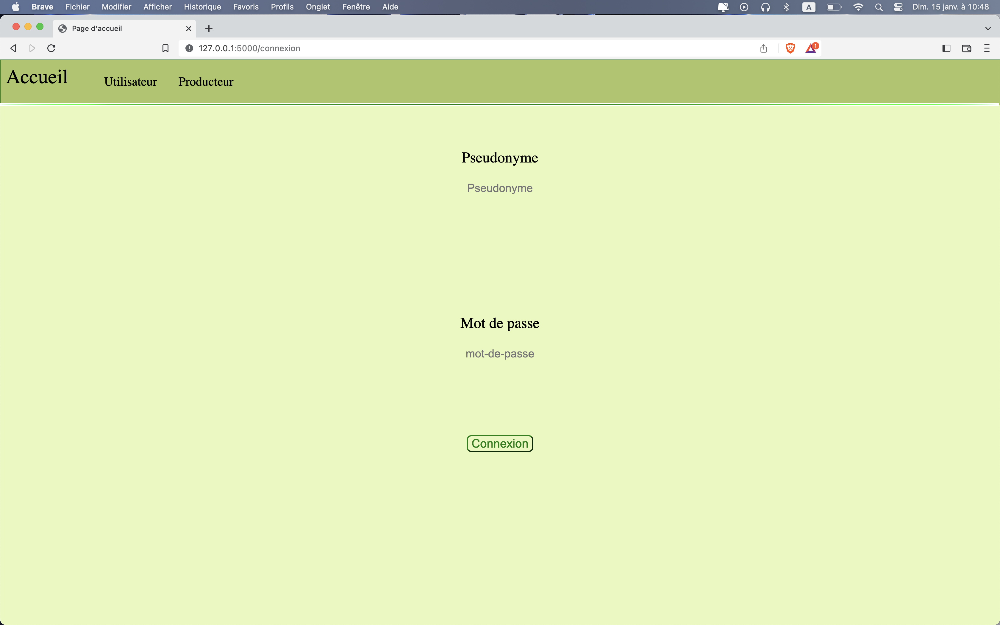 Brave Fichier Modifier Afficher Historique Favoris Profils Onglet Fenêtre Aide A Dim. 15 janv. à 10:48
Page d'accueil
127.0.0.1:5000/connexion 1
Accueil Utilisateur Producteur
Pseudonyme
Pseudonyme
Mot de passe
mot-de-passe
Connexion